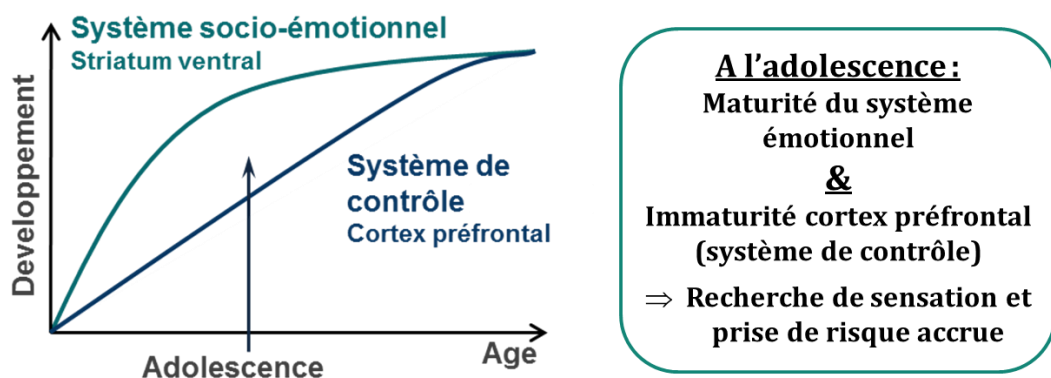 Système socio-émotionnel
Striatum ventral
Developpement
Système de
contrôle
Cortex préfrontal
Adolescence
Age
A l’adolescence :
Maturité du système
émotionnel
&
Immaturité cortex préfrontal
(système de contrôle)
⇒ Recherche de sensation et
prise de risque accrue